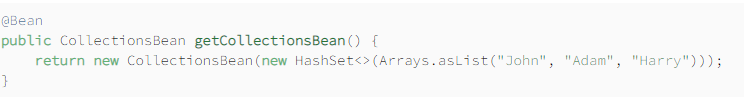 @Bean
public CollectionsBean getCollectionsBean() {
    return new CollectionsBean(new HashSet<>(Arrays.asList("John", "Adam", "Harry")));
}